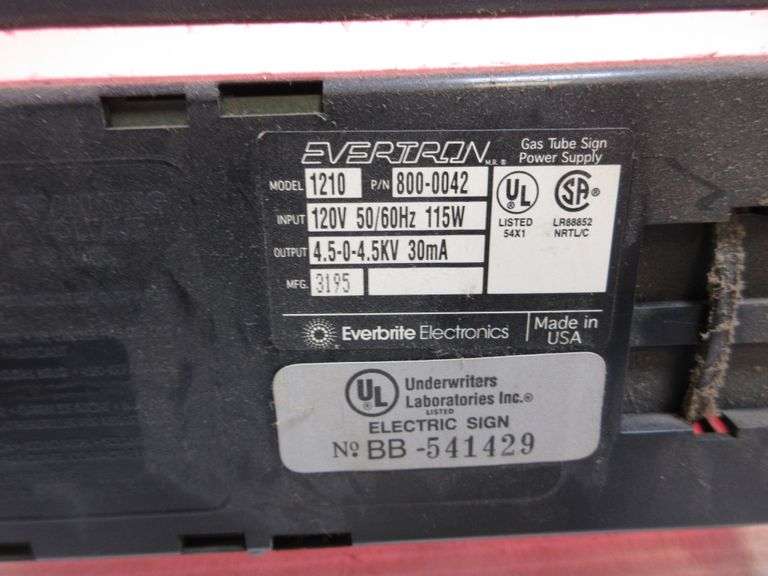 EVERTRON M.R.® Gas Tube Sign
Power Supply
MODEL 1210 P/N 800-0042
INPUT 120V 50/60Hz 115W
OUTPUT 4.5-0-4.5KV 30mA
MFG. 3195
UL ®
LISTED
54X1
SA ®
LR88852
NRTL/C
Everbrite Electronics
Made in
USA
UL ® Underwriters
Laboratories Inc.®
LISTED
ELECTRIC SIGN
Nº BB-541429